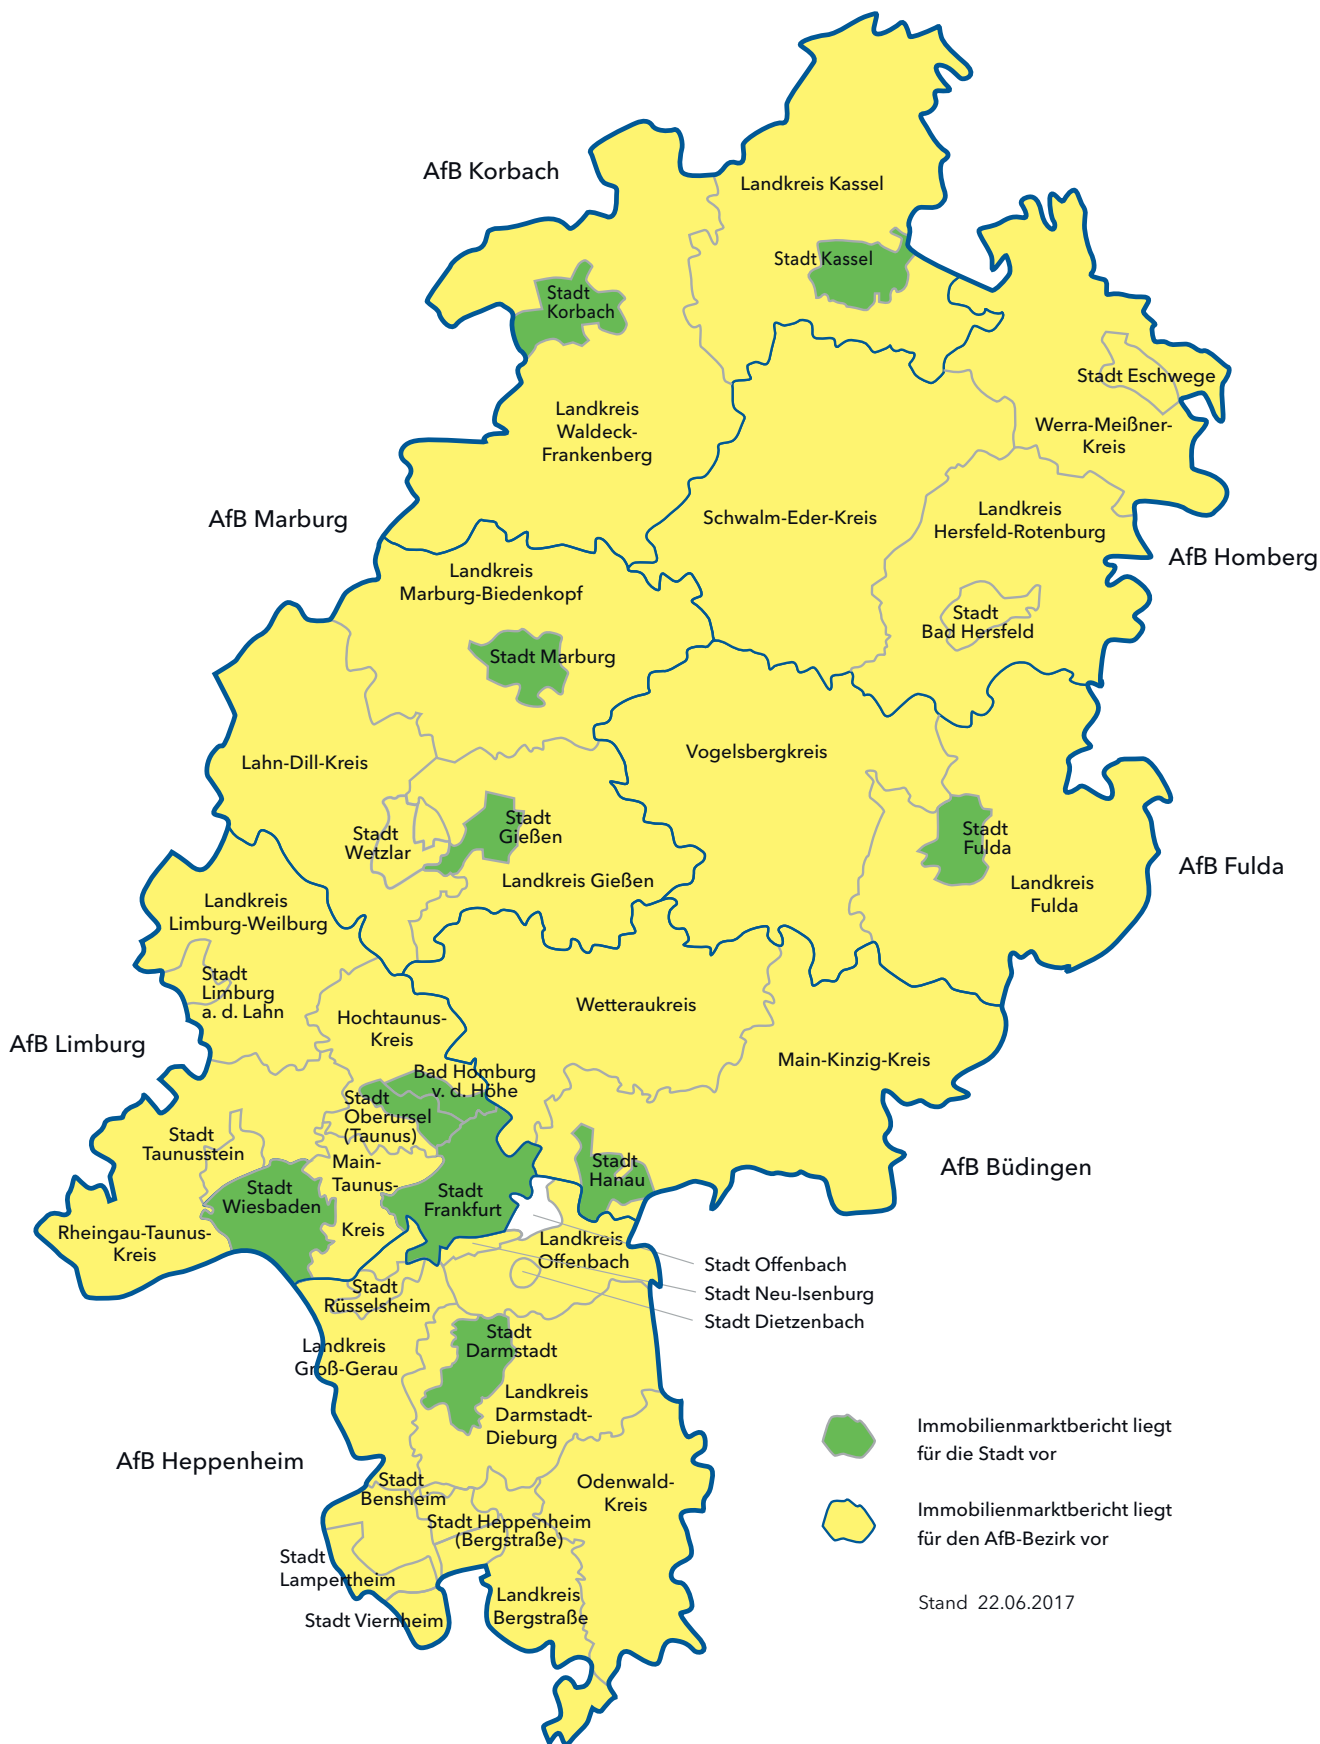 AfB Korbach
Landkreis Kassel
Stadt Kassel
Stadt
Korbach
Stadt Eschwege
Landkreis
Waldeck-
Frankenberg
Werra-Meißner-
Kreis
AfB Marburg
Schwalm-Eder-Kreis
Landkreis
Hersfeld-Rotenburg
AfB Homberg
Landkreis
Marburg-Biedenkopf
Stadt
Bad Hersfeld
Stadt Marburg
Lahn-Dill-Kreis
Vogelsbergkreis
Stadt
Wetzlar
Stadt
Gießen
Stadt
Fulda
AfB Fulda
Landkreis Gießen
Landkreis
Fulda
Landkreis
Limburg-Weilburg
Stadt
Limburg
a. d. Lahn
Wetteraukreis
Hochtaunus-
Kreis
AfB Limburg
Main-Kinzig-Kreis
Bad Homburg
v. d. Höhe
Stadt
Oberursel
(Taunus)
Stadt
Taunusstein
Main-
Taunus-
Kreis
Stadt
Hanau
AfB Büdingen
Stadt
Wiesbaden
Stadt
Frankfurt
Rheingau-Taunus-
Kreis
Landkreis
Offenbach
Stadt Offenbach
Stadt Neu-Isenburg
Stadt Dietzenbach
Stadt
Rüsselsheim
Landkreis
Groß-Gerau
Stadt
Darmstadt
Landkreis
Darmstadt-
Dieburg
AfB Heppenheim
Stadt
Bensheim
Odenwald-
Kreis
Stadt Heppenheim
(Bergstraße)
Stadt
Lampertheim
Stadt Viernheim
Landkreis
Bergstraße
Immobilienmarktbericht liegt
für die Stadt vor
Immobilienmarktbericht liegt
für den AfB-Bezirk vor
Stand 22.06.2017